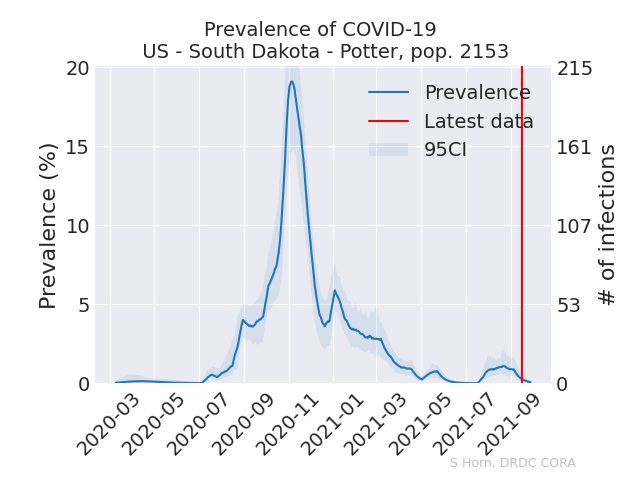 Prevalence of COVID-19
US - South Dakota - Potter, pop. 2153
20
15
10
5
0
Prevalence (%)
215
161
107
53
0
# of infections
Prevalence
Latest data
95CI
2020-03
2020-05
2020-07
2020-09
2020-11
2021-01
2021-03
2021-05
2021-07
2021-09
S Horn, DRDC CORA